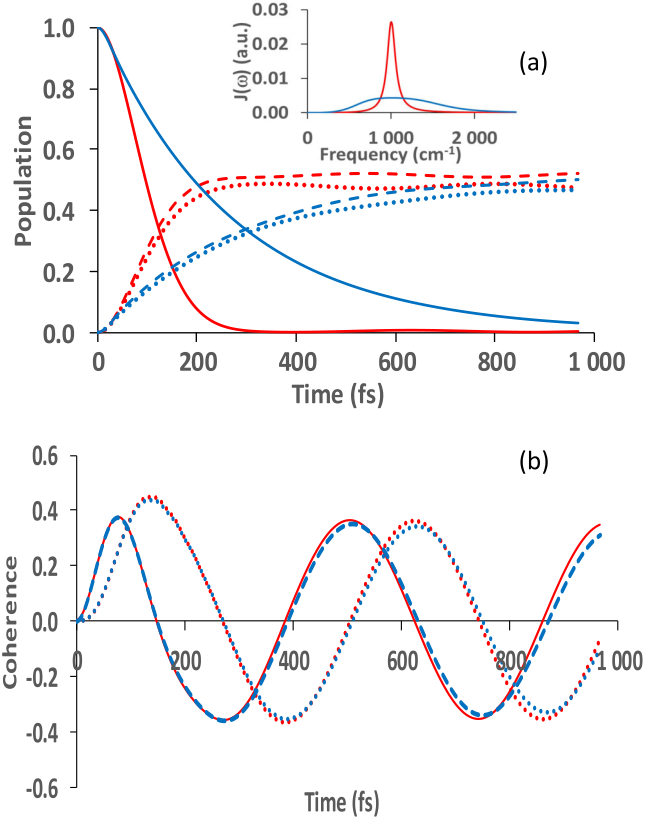 1.0
0.8
0.6
0.4
0.2
0.0
Population
0 200 400 600 800 1 000
Time (fs)
0.03
0.02
0.01
0.00
J(ω) (a.u.)
0 1 000 2 000
Frequency (cm-1)
(a)
0.6
0.4
0.2
0.0
-0.2
-0.4
-0.6
Coherence
0 200 400 600 800 1 000
Time (fs)
(b)